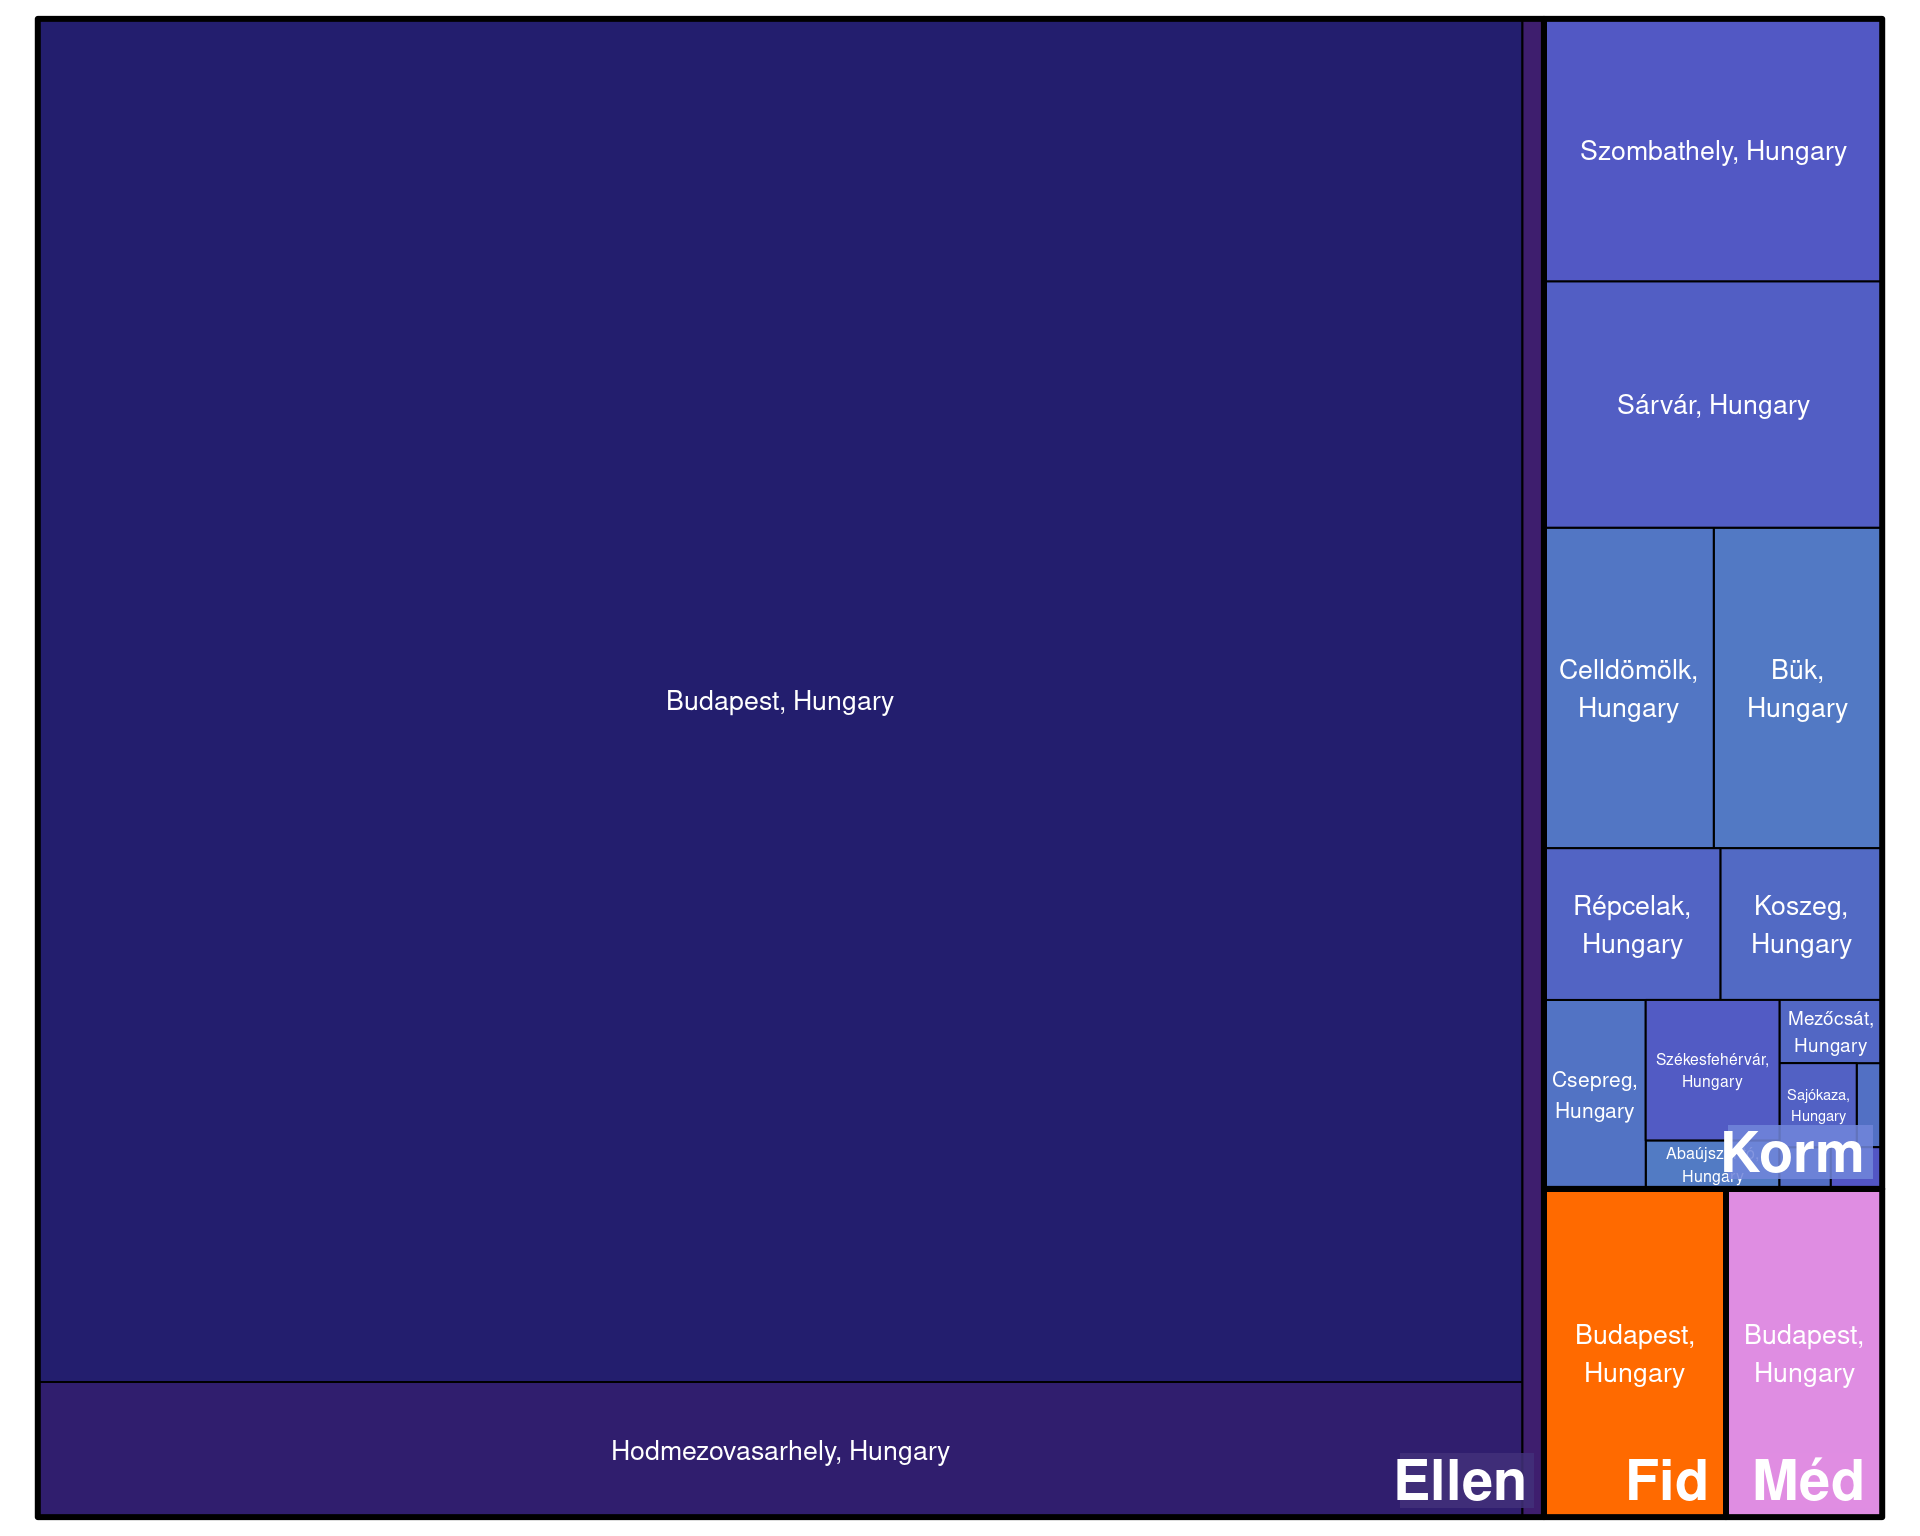 Budapest, Hungary
Hodmezovasarhely, Hungary
Ellen
Szombathely, Hungary
Sárvár, Hungary
Celldömölk,
Hungary
Bük,
Hungary
Répcelak,
Hungary
Koszeg,
Hungary
Csepreg,
Hungary
Székesfehérvár,
Hungary
Mezőcsát,
Hungary
Sajókaza,
Hungary
Hungary
Korm
Budapest,
Hungary
Fid
Budapest,
Hungary
Méd